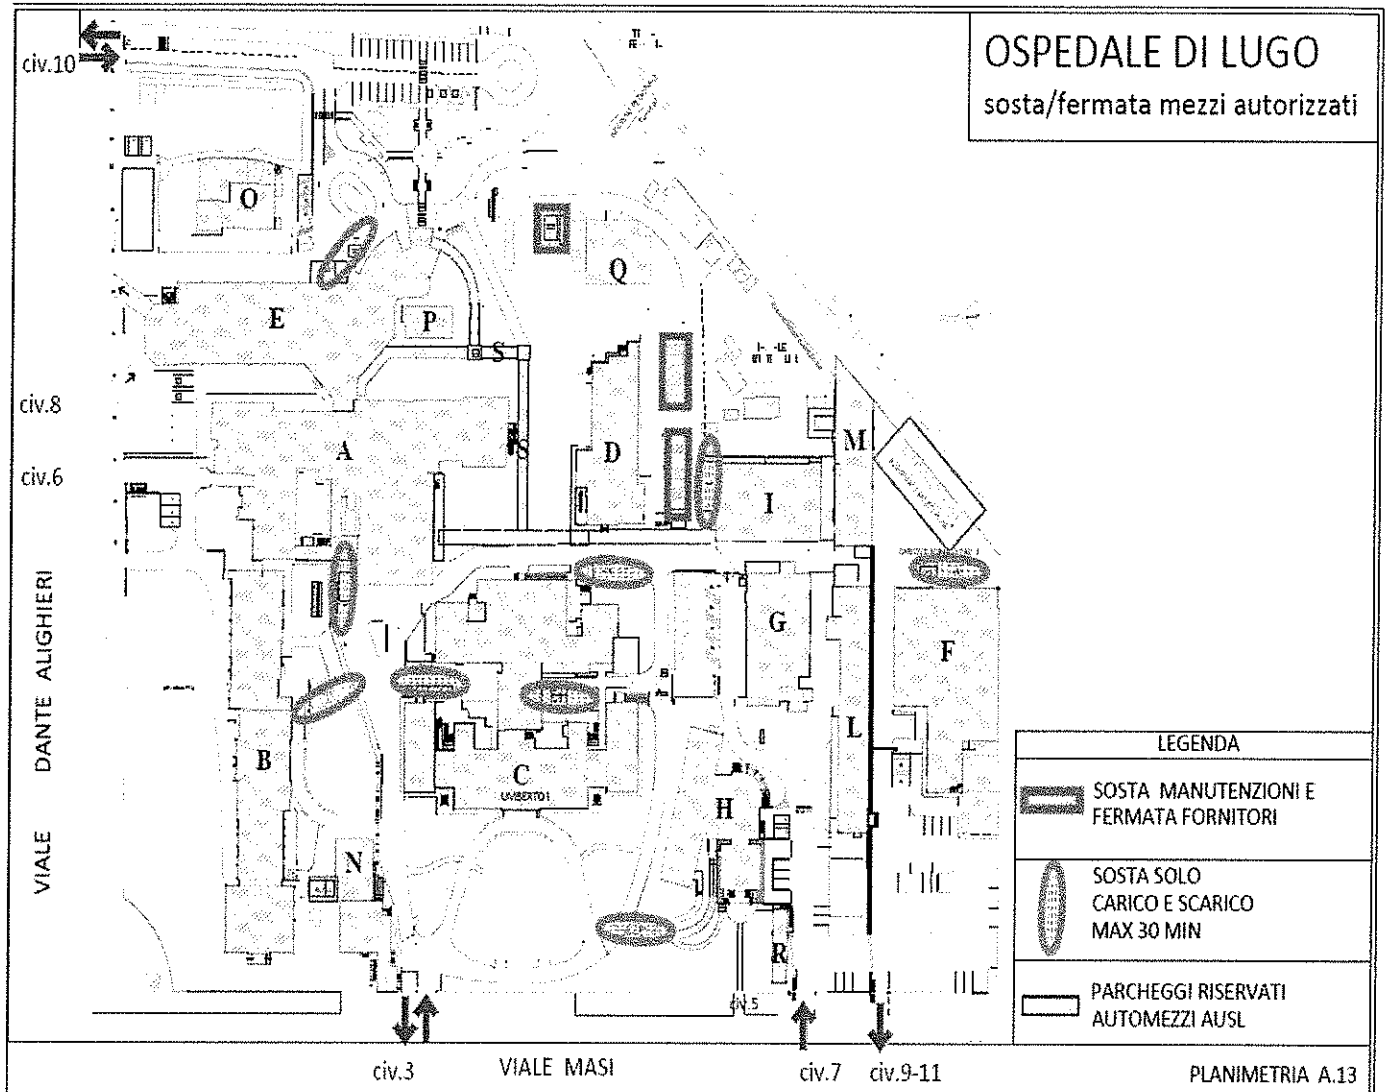 OSPEDALE DI LUGO
sosta/fermata mezzi autorizzati
civ.10
O
Q
E
P
S
civ.8
A
S
D
M
civ.6
I
G
F
VIALE DANTE ALIGHIERI
B
L
C
UMBERTO I
H
N
R
civ.5
LEGENDA
SOSTA MANUTENZIONI E
FERMATA FORNITORI
SOSTA SOLO
CARICO E SCARICO
MAX 30 MIN
PARCHEGGI RISERVATI
AUTOMEZZI AUSL
civ.3
VIALE MASI
civ.7
civ.9-11
PLANIMETRIA A.13